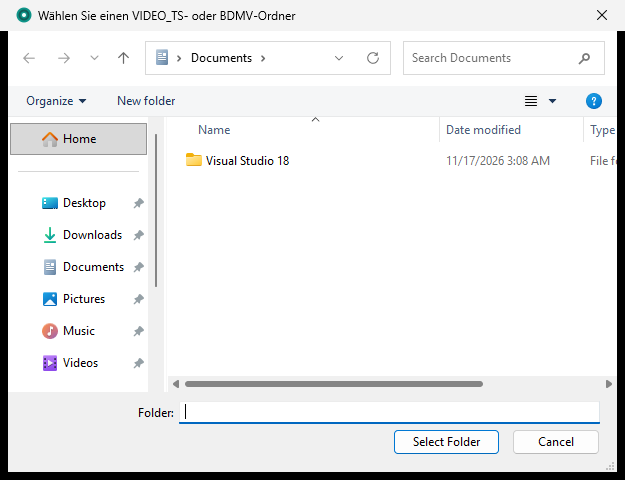 Wählen Sie einen VIDEO_TS- oder BDMV-Ordner
Documents
Search Documents
Organize
New folder
?
Home
Desktop
Downloads
Documents
Pictures
Music
Videos
Name
Date modified
Type
Visual Studio 18
11/17/2026 3:08 AM
File f
Folder:
Select Folder
Cancel